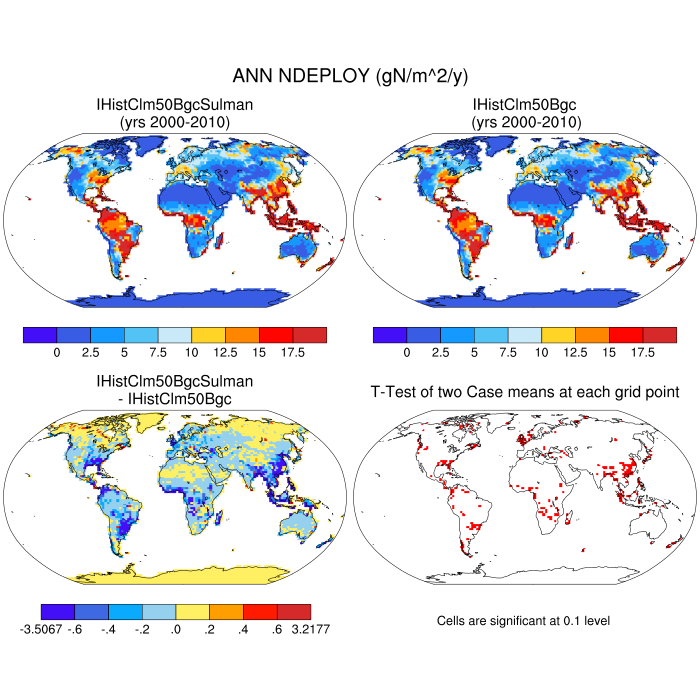 ANN NDEPLOY (gN/m^2/y)
IHistClm50BgcSulman
(yrs 2000-2010)
IHistClm50Bgc
(yrs 2000-2010)
0 2.5 5 7.5 10 12.5 15 17.5
0 2.5 5 7.5 10 12.5 15 17.5
IHistClm50BgcSulman
- IHistClm50Bgc
T-Test of two Case means at each grid point
-3.5067 -.6 -.4 -.2 .0 .2 .4 .6 3.2177
Cells are significant at 0.1 level